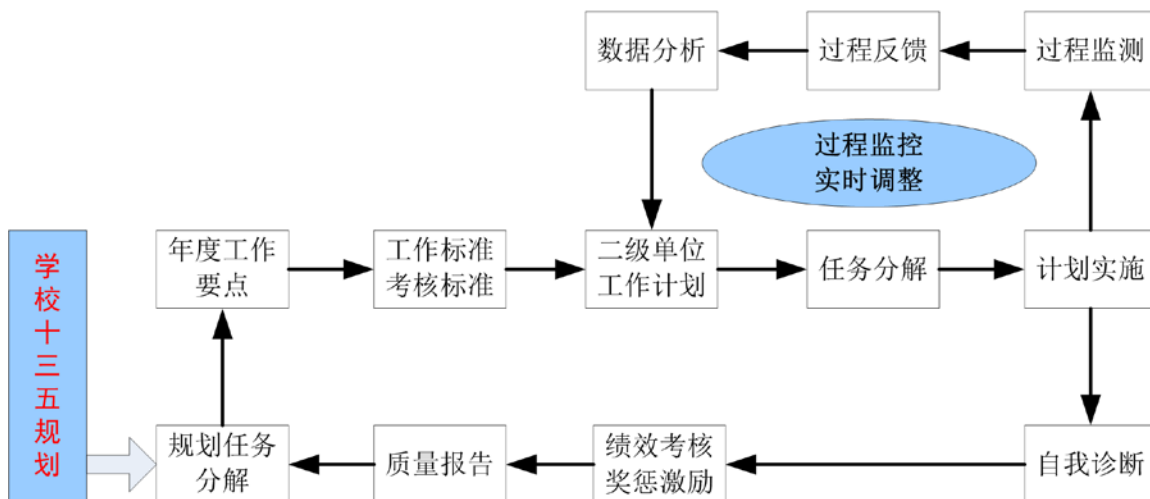 数据分析
过程反馈
过程监测
过程监控
实时调整
学校十三五规划
年度工作
要点
工作标准
考核标准
二级单位
工作计划
任务分解
计划实施
规划任务
分解
质量报告
绩效考核
奖惩激励
自我诊断